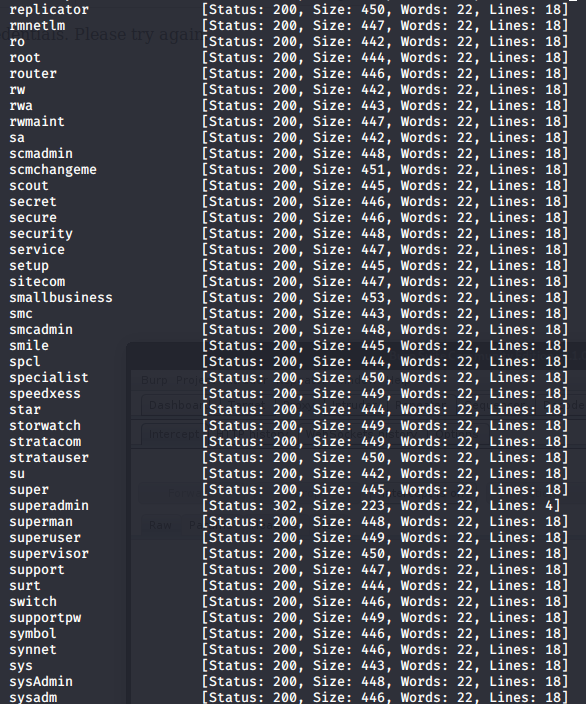 replicator [Status: 200, Size: 450, Words: 22, Lines: 18]
rmnetlm [Status: 200, Size: 447, Words: 22, Lines: 18]
ro [Status: 200, Size: 442, Words: 22, Lines: 18]
root [Status: 200, Size: 444, Words: 22, Lines: 18]
router [Status: 200, Size: 446, Words: 22, Lines: 18]
rw [Status: 200, Size: 442, Words: 22, Lines: 18]
rwa [Status: 200, Size: 443, Words: 22, Lines: 18]
rwmaint [Status: 200, Size: 447, Words: 22, Lines: 18]
sa [Status: 200, Size: 442, Words: 22, Lines: 18]
scmadmin [Status: 200, Size: 448, Words: 22, Lines: 18]
scmchangeme [Status: 200, Size: 451, Words: 22, Lines: 18]
scout [Status: 200, Size: 445, Words: 22, Lines: 18]
secret [Status: 200, Size: 446, Words: 22, Lines: 18]
secure [Status: 200, Size: 446, Words: 22, Lines: 18]
security [Status: 200, Size: 448, Words: 22, Lines: 18]
service [Status: 200, Size: 447, Words: 22, Lines: 18]
setup [Status: 200, Size: 445, Words: 22, Lines: 18]
sitecom [Status: 200, Size: 447, Words: 22, Lines: 18]
smallbusiness [Status: 200, Size: 453, Words: 22, Lines: 18]
smc [Status: 200, Size: 443, Words: 22, Lines: 18]
smcadmin [Status: 200, Size: 448, Words: 22, Lines: 18]
smile [Status: 200, Size: 445, Words: 22, Lines: 18]
spcl [Status: 200, Size: 444, Words: 22, Lines: 18]
specialist [Status: 200, Size: 450, Words: 22, Lines: 18]
speedxess [Status: 200, Size: 449, Words: 22, Lines: 18]
star [Status: 200, Size: 444, Words: 22, Lines: 18]
storwatch [Status: 200, Size: 449, Words: 22, Lines: 18]
stratacom [Status: 200, Size: 449, Words: 22, Lines: 18]
stratauser [Status: 200, Size: 450, Words: 22, Lines: 18]
su [Status: 200, Size: 442, Words: 22, Lines: 18]
super [Status: 200, Size: 445, Words: 22, Lines: 18]
superadmin [Status: 302, Size: 223, Words: 22, Lines: 4]
superman [Status: 200, Size: 448, Words: 22, Lines: 18]
superuser [Status: 200, Size: 449, Words: 22, Lines: 18]
supervisor [Status: 200, Size: 450, Words: 22, Lines: 18]
support [Status: 200, Size: 447, Words: 22, Lines: 18]
surt [Status: 200, Size: 444, Words: 22, Lines: 18]
switch [Status: 200, Size: 446, Words: 22, Lines: 18]
supportpw [Status: 200, Size: 449, Words: 22, Lines: 18]
symbol [Status: 200, Size: 446, Words: 22, Lines: 18]
synnet [Status: 200, Size: 446, Words: 22, Lines: 18]
sys [Status: 200, Size: 443, Words: 22, Lines: 18]
sysAdmin [Status: 200, Size: 448, Words: 22, Lines: 18]
sysadm [Status: 200, Size: 446, Words: 22, Lines: 18]